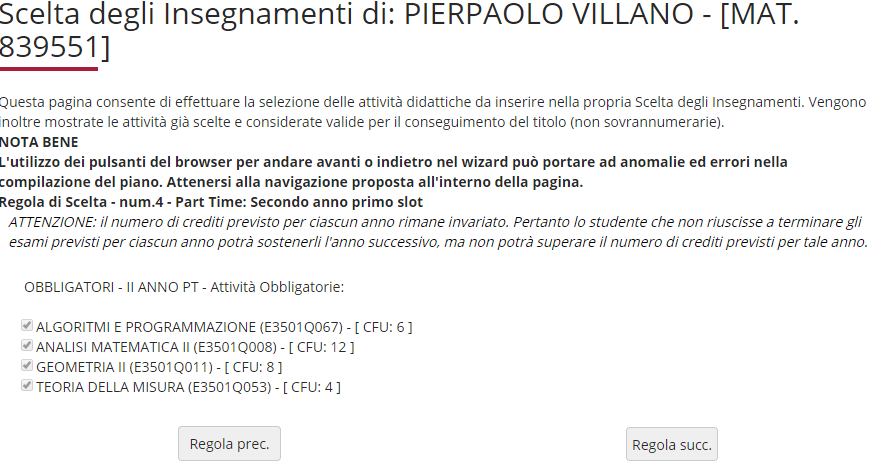 Scelta degli Insegnamenti di: PIERPAOLO VILLANO - [MAT.
839551]
Questa pagina consente di effettuare la selezione delle attività didattiche da inserire nella propria Scelta degli Insegnamenti. Vengono
inoltre mostrate le attività già scelte e considerate valide per il conseguimento del titolo (non sovrannumerarie).
NOTA BENE
L'utilizzo dei pulsanti del browser per andare avanti o indietro nel wizard può portare ad anomalie ed errori nella
compilazione del piano. Attenersi alla navigazione proposta all'interno della pagina.
Regola di Scelta - num.4 - Part Time: Secondo anno primo slot
ATTENZIONE: il numero di crediti previsto per ciascun anno rimane invariato. Pertanto lo studente che non riuscisse a terminare gli
esami previsti per ciascun anno potrà sostenerli l'anno successivo, ma non potrà superare il numero di crediti previsti per tale anno.
OBBLIGATORI - II ANNO PT - Attività Obbligatorie:
ALGORITMI E PROGRAMMAZIONE (E3501Q067) - [ CFU: 6 ]
ANALISI MATEMATICA II (E3501Q008) - [ CFU: 12 ]
GEOMETRIA II (E3501Q011) - [ CFU: 8 ]
TEORIA DELLA MISURA (E3501Q053) - [ CFU: 4 ]
Regola prec.
Regola succ.